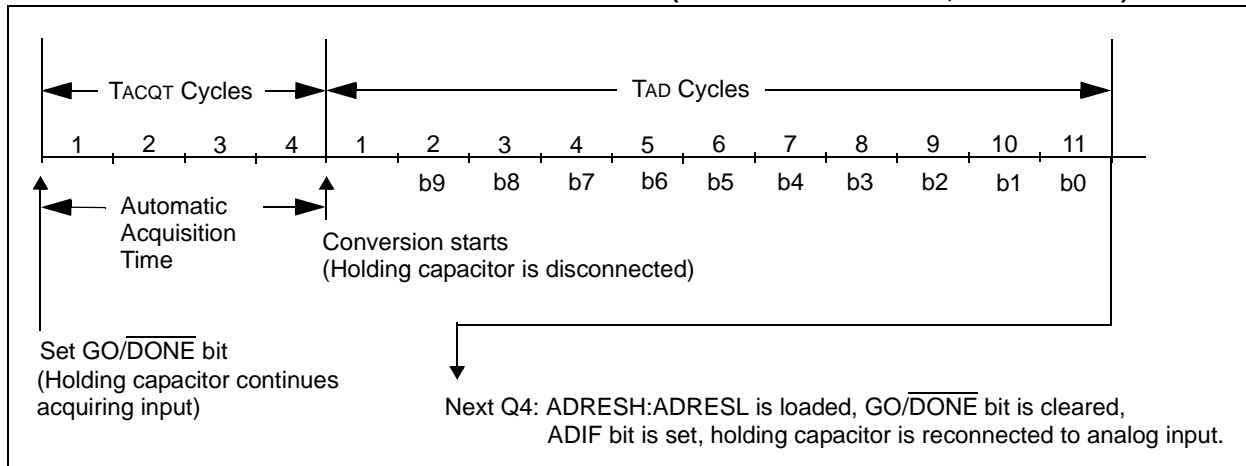 TACQT Cycles
TAD Cycles
1 2 3 4 1 2 3 4 5 6 7 8 9 10 11
b9 b8 b7 b6 b5 b4 b3 b2 b1 b0
Automatic
Acquisition
Time
Conversion starts
(Holding capacitor is disconnected)
Set GO/DONE bit
(Holding capacitor continues
acquiring input)
Next Q4: ADRESH:ADRESL is loaded, GO/DONE bit is cleared,
ADIF bit is set, holding capacitor is reconnected to analog input.